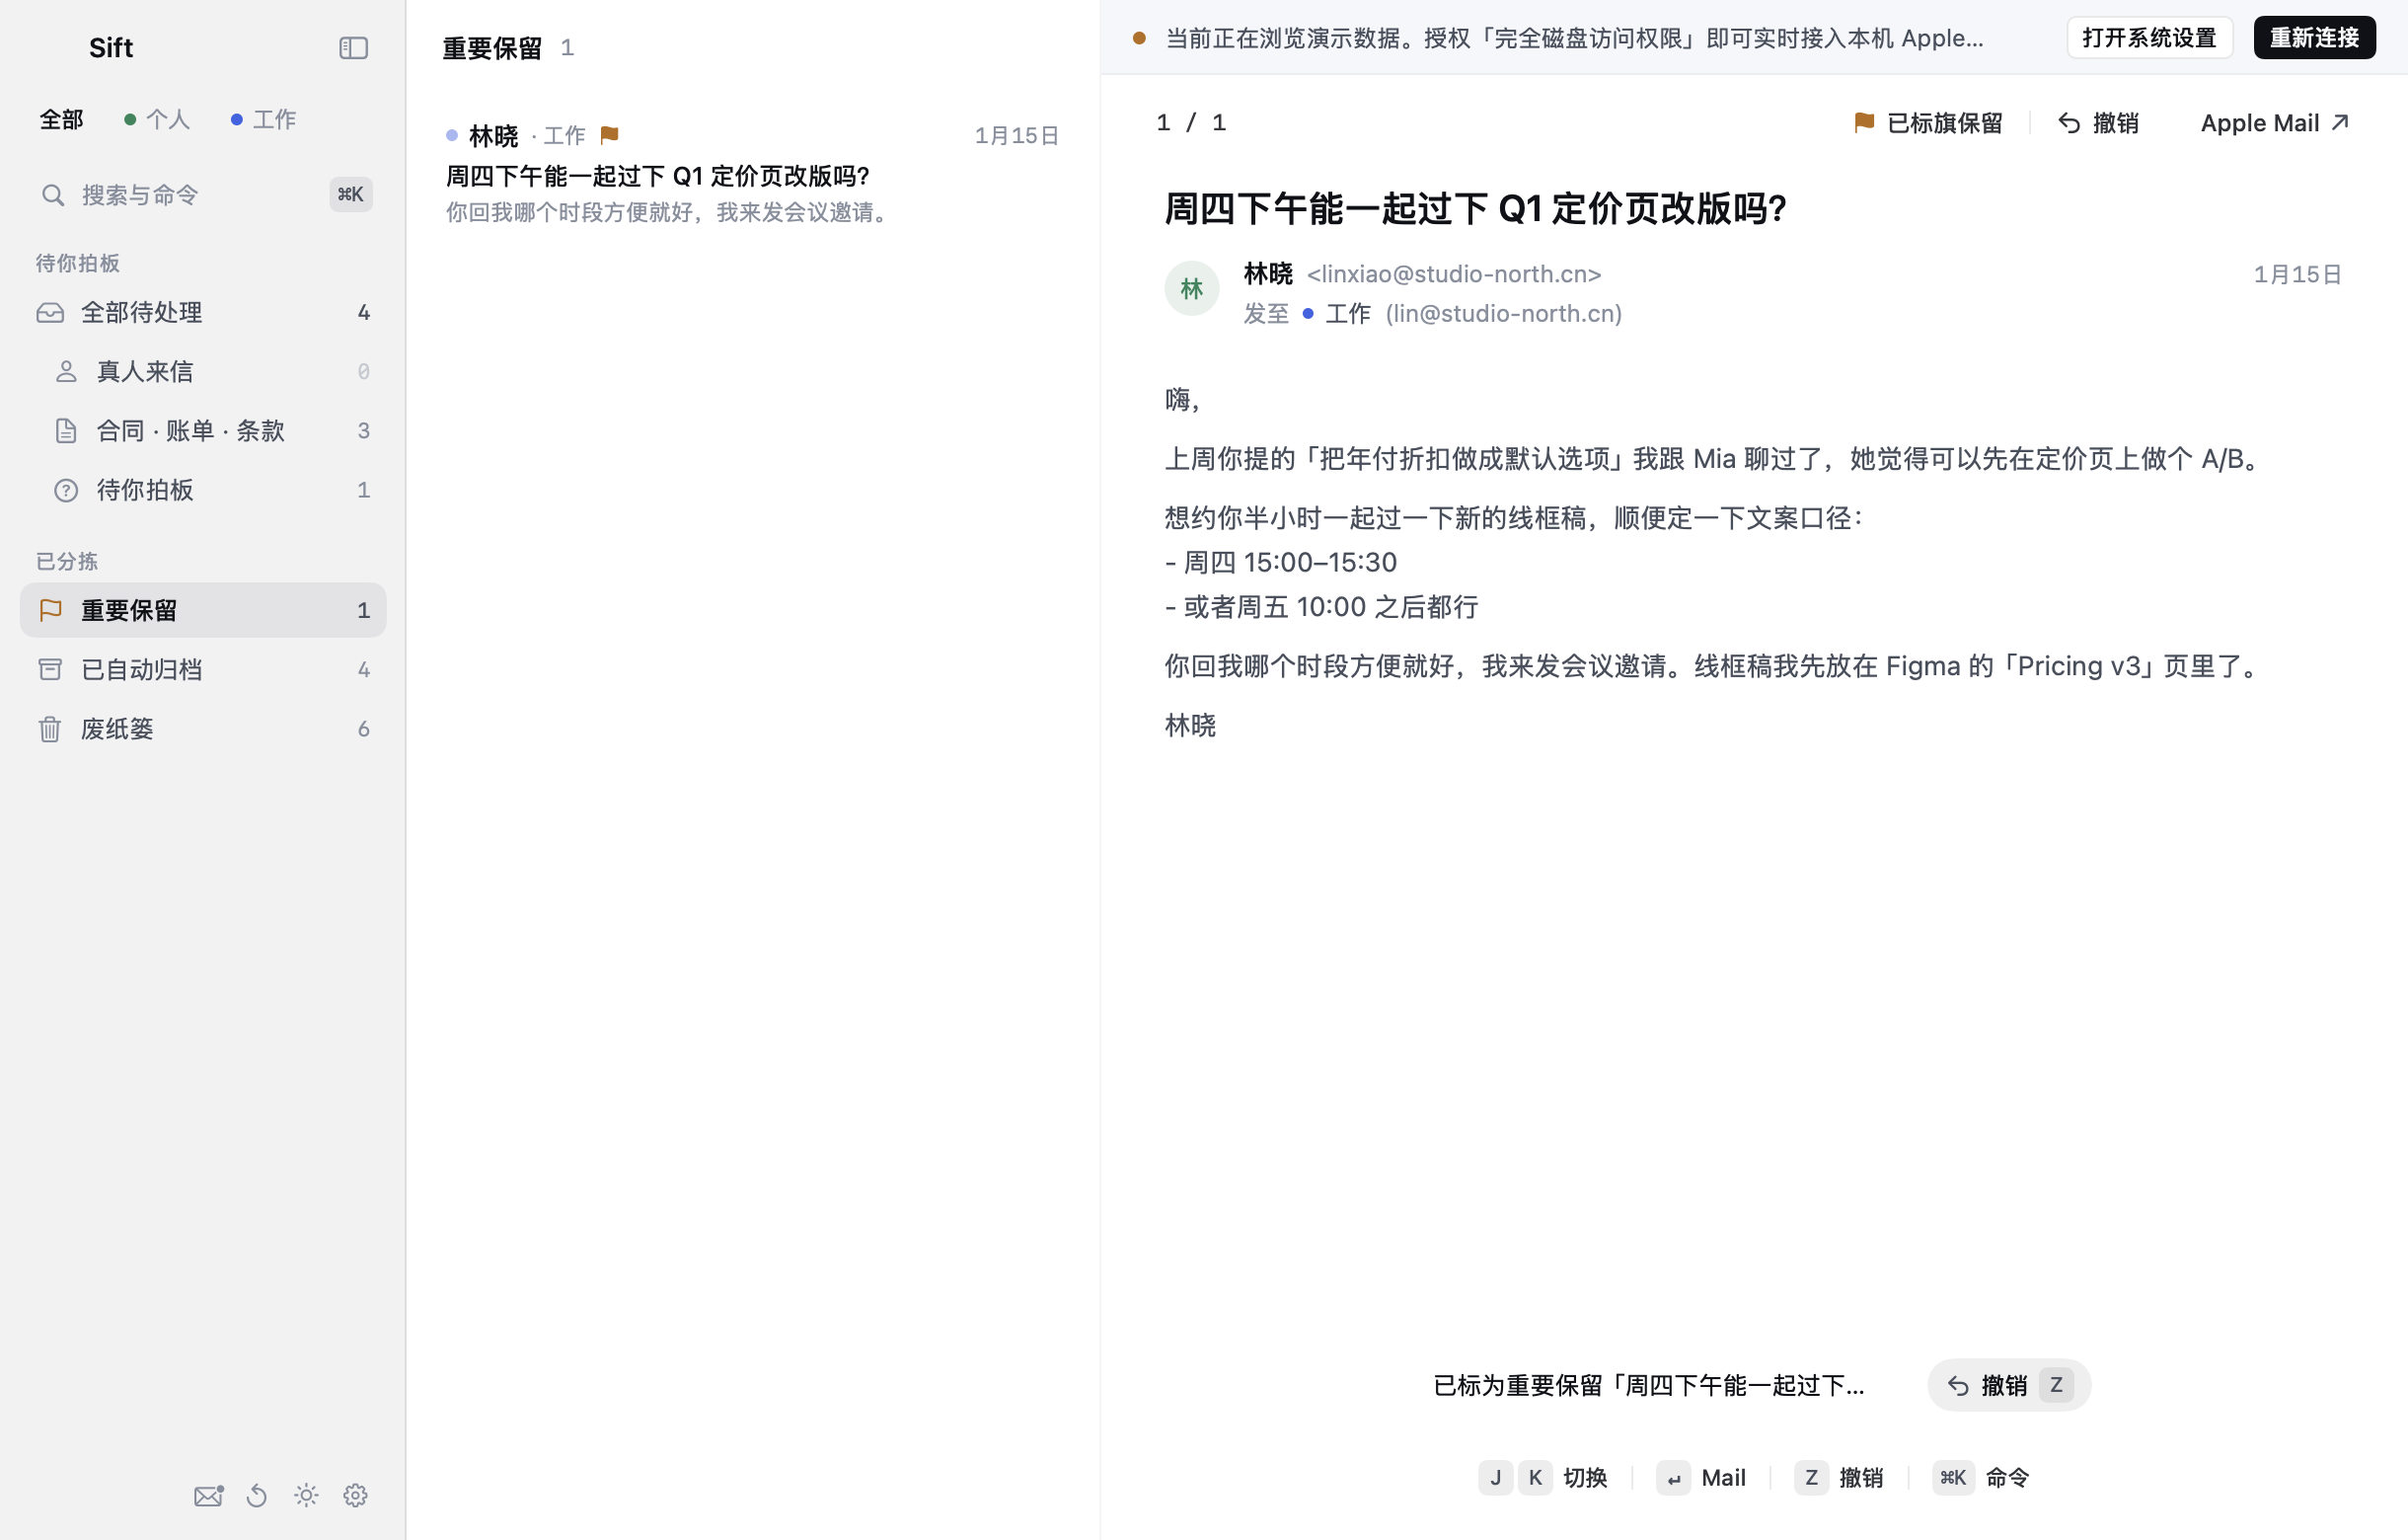 Sift
全部 个人 工作
搜索与命令 ⌘K
待你拍板
全部待处理 4
真人来信 0
合同 · 账单 · 条款 3
待你拍板 1
已分拣
重要保留 1
已自动归档 4
废纸篓 6
重要保留 1
林晓 · 工作 1月15日
周四下午能一起过下 Q1 定价页改版吗？
你回我哪个时段方便就好，我来发会议邀请。
当前正在浏览演示数据。授权「完全磁盘访问权限」即可实时接入本机 Apple... 打开系统设置 重新连接
1 / 1 已标旗保留 撤销 Apple Mail
周四下午能一起过下 Q1 定价页改版吗？
林 林晓 <linxiao@studio-north.cn> 1月15日
发至 工作 (lin@studio-north.cn)
嗨，
上周你提的「把年付折扣做成默认选项」我跟 Mia 聊过了，她觉得可以先在定价页上做个 A/B。
想约你半小时一起过一下新的线框稿，顺便定一下文案口径：
- 周四 15:00–15:30
- 或者周五 10:00 之后都行
你回我哪个时段方便就好，我来发会议邀请。线框稿我先放在 Figma 的「Pricing v3」页里了。
林晓
已标为重要保留「周四下午能一起过下... 撤销 Z
J K 切换 ↵ Mail Z 撤销 ⌘K 命令